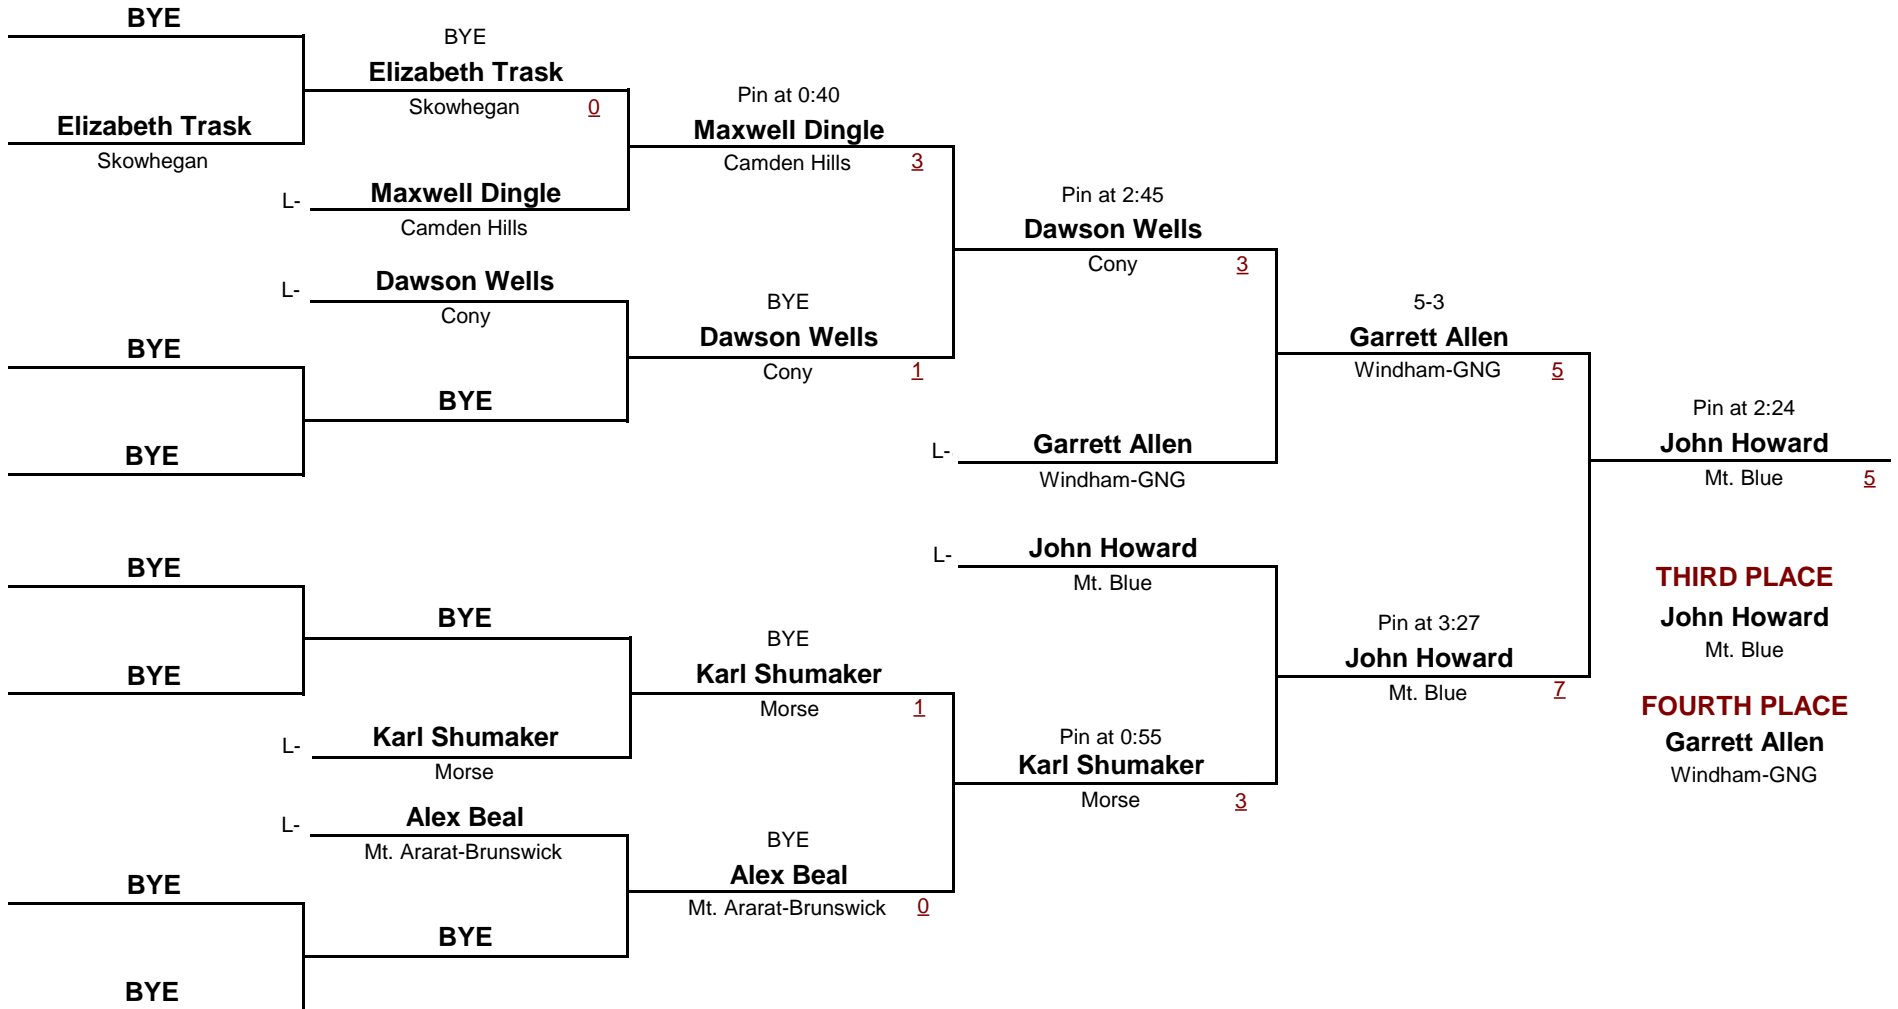 BYE
Elizabeth Trask
Skowhegan
BYE
BYE
BYE
BYE
BYE
BYE
BYE
Elizabeth Trask
Skowhegan 0
L- Maxwell Dingle
Camden Hills
L- Dawson Wells
Cony
BYE
BYE
L- Karl Shumaker
Morse
L- Alex Beal
Mt. Ararat-Brunswick
BYE
Pin at 0:40
Maxwell Dingle
Camden Hills 3
BYE
Dawson Wells
Cony 1
BYE
Karl Shumaker
Morse 1
BYE
Alex Beal
Mt. Ararat-Brunswick 0
Pin at 2:45
Dawson Wells
Cony 3
L- Garrett Allen
Windham-GNG
L- John Howard
Mt. Blue
Pin at 0:55
Karl Shumaker
Morse 3
5-3
Garrett Allen
Windham-GNG 5
Pin at 3:27
John Howard
Mt. Blue 7
Pin at 2:24
John Howard
Mt. Blue 5
THIRD PLACE
John Howard
Mt. Blue
FOURTH PLACE
Garrett Allen
Windham-GNG